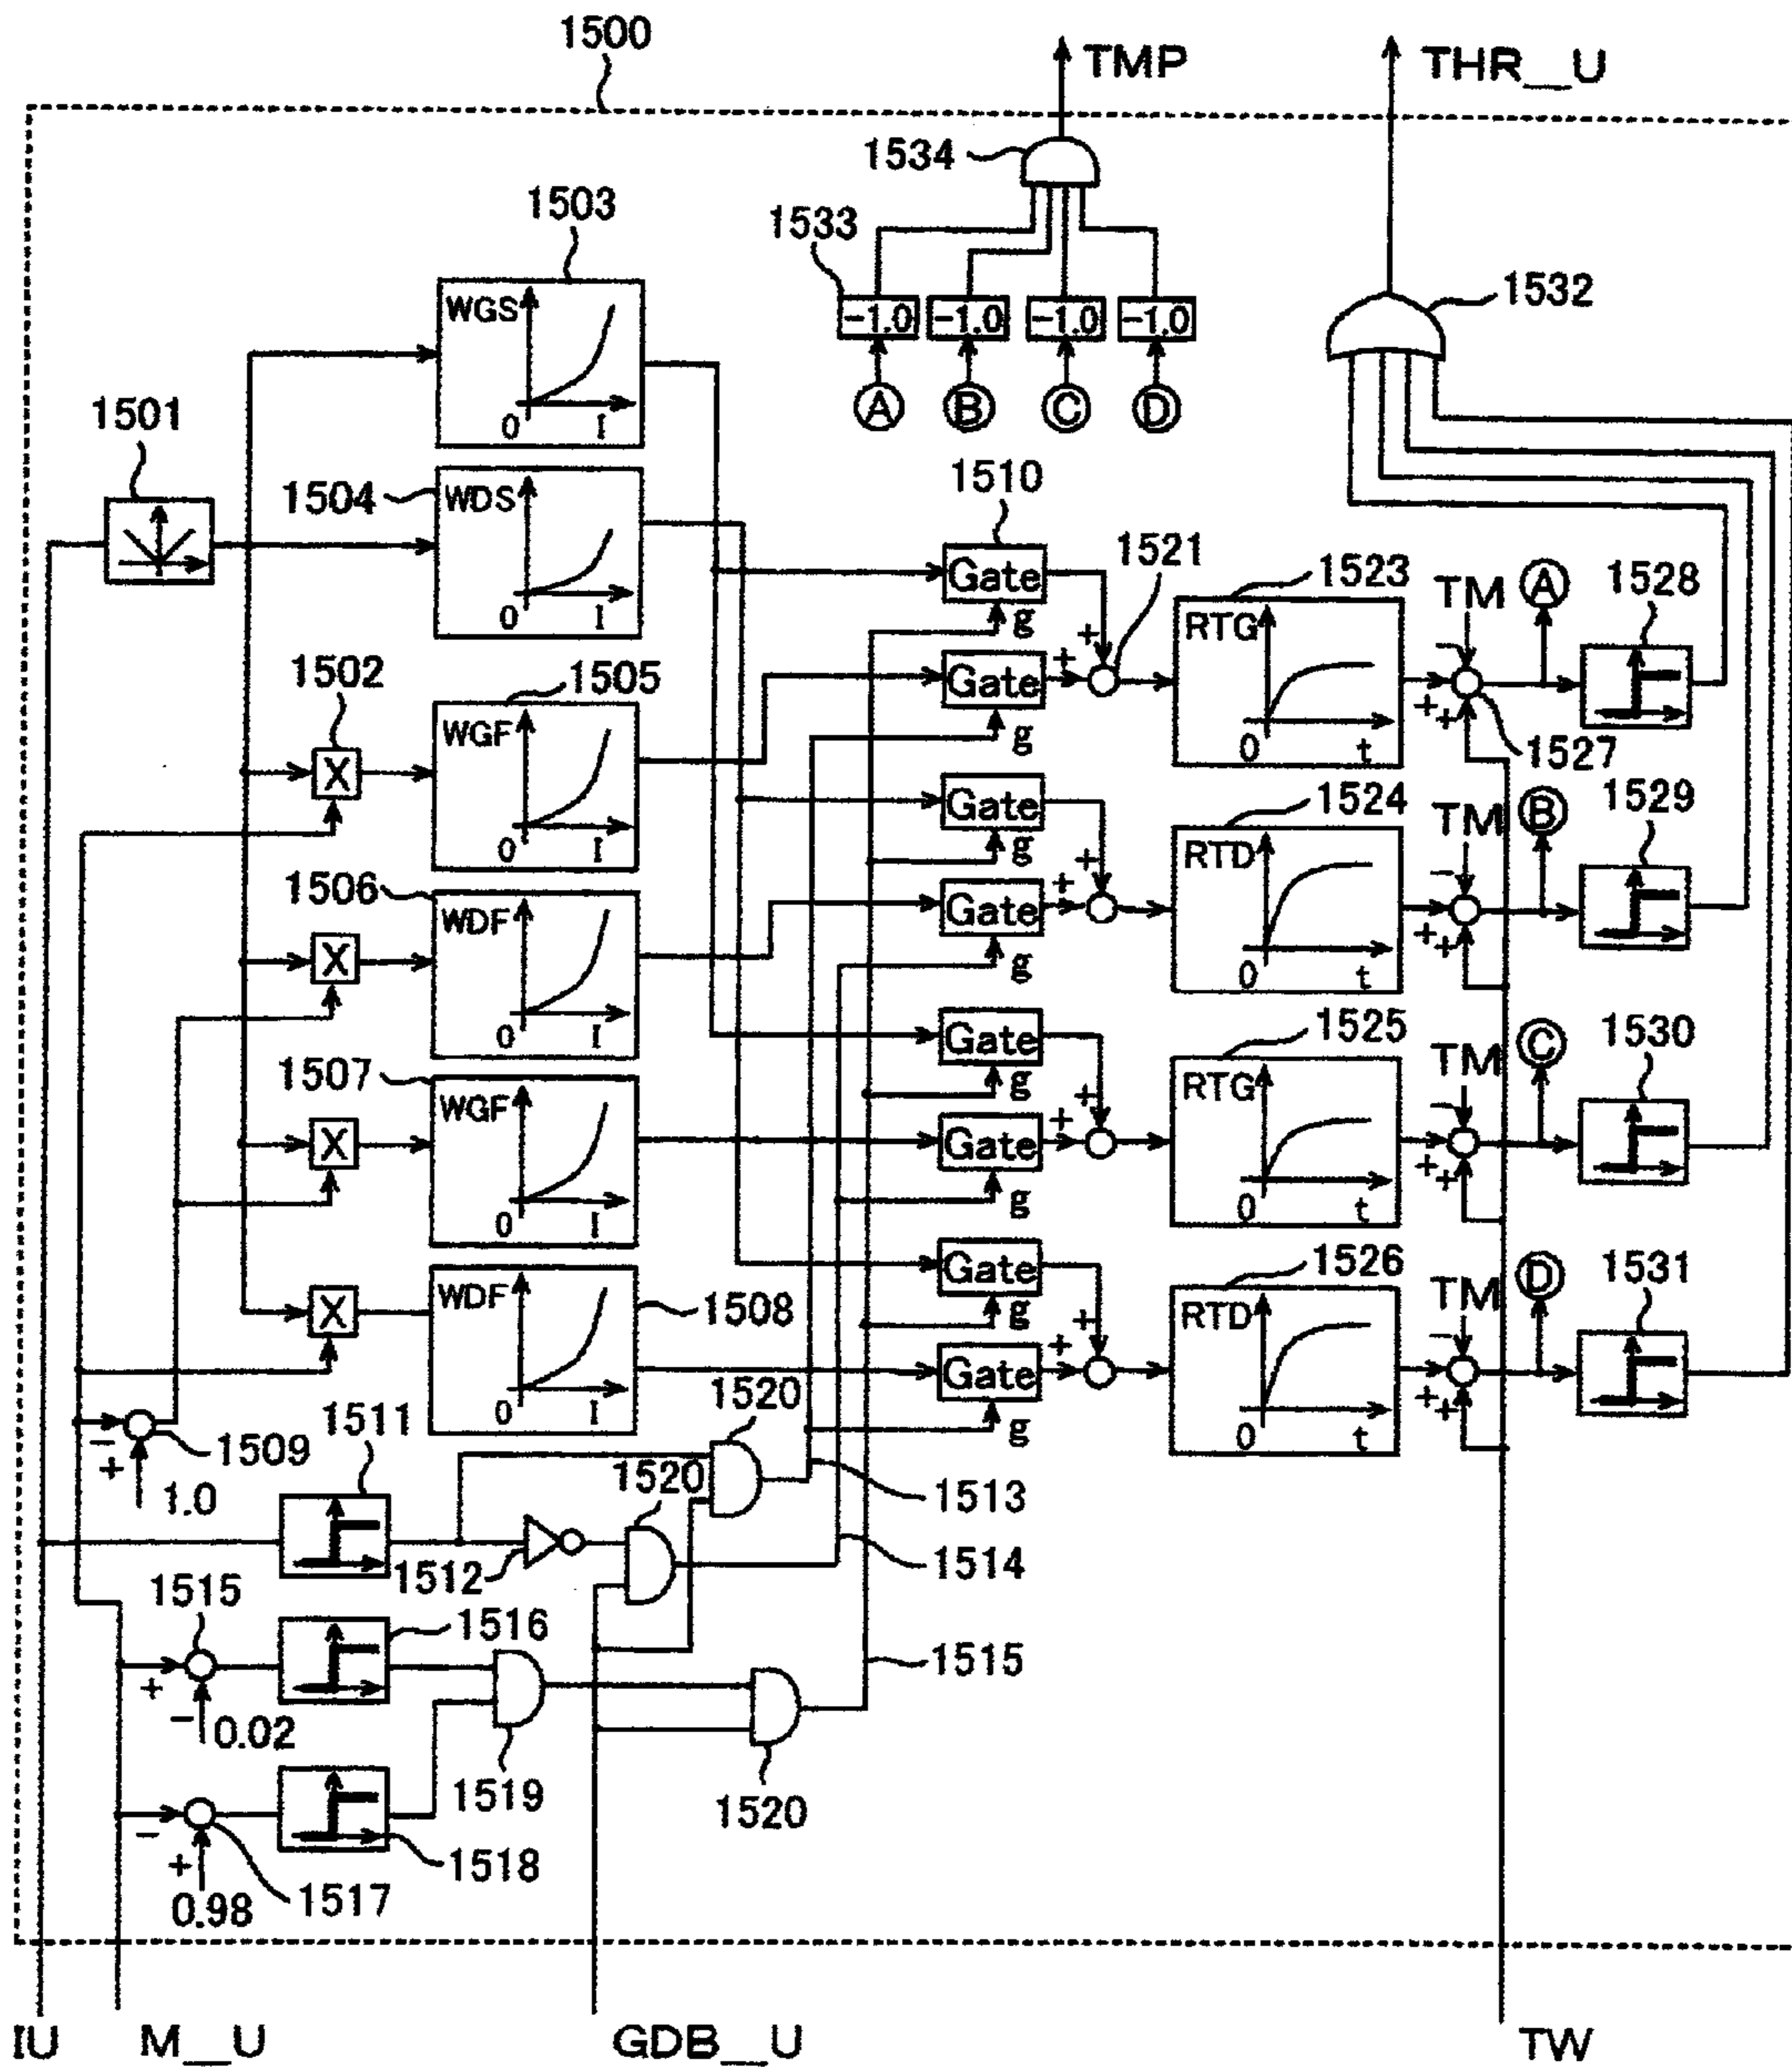 1500
TMP
THR__U
1534
1503
1533
1532
WGS
-1.0
-1.0
-1.0
-1.0
0
I
A
B
C
D
1501
1504
WDS
0
I
1510
Gate
g
1521
1523
RTG
0
t
TM
A
1528
1502
1505
WGF
0
I
Gate
g
+
+
-
+
+
1527
1524
RTD
0
t
TM
B
1529
1506
WDF
0
I
Gate
g
Gate
g
+
+
-
+
+
1507
WGF
0
I
Gate
g
Gate
g
+
+
1525
RTG
0
t
TM
C
1530
-
+
+
X
X
X
X
WDF
0
I
1508
Gate
g
Gate
g
+
+
1526
RTD
0
t
TM
D
1531
-
+
+
-
+
1509
1.0
1511
1520
1520
1513
1512
1514
1515
1516
1515
+
-
0.02
1519
1520
-
+
0.98
1517
1518
IU
M__U
GDB__U
TW